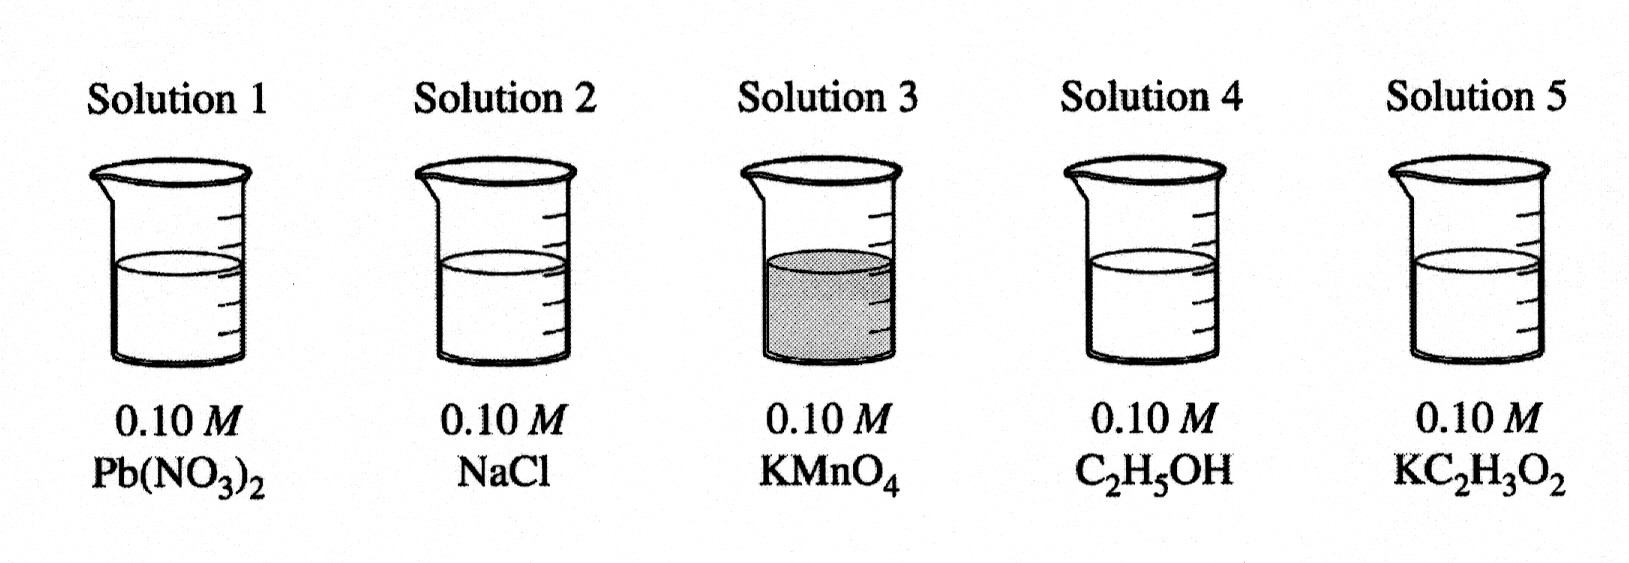 Solution 1 Solution 2 Solution 3 Solution 4 Solution 5
0.10 M 0.10 M 0.10 M 0.10 M 0.10 M
Pb(NO₃)₂ NaCl KMnO₄ C₂H₅OH KC₂H₃O₂